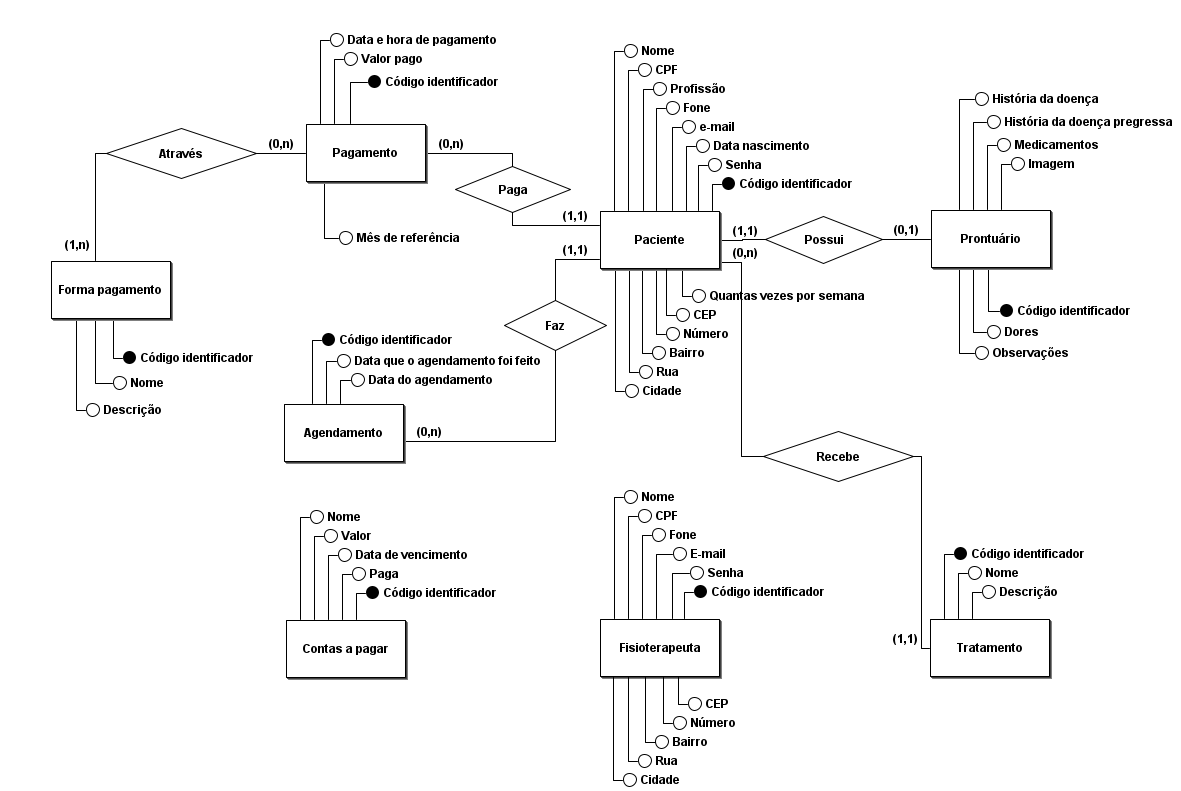 Data e hora de pagamento
Valor pago
Código identificador
Através
(0,n)
Pagamento
(0,n)
Mês de referência
(1,n)
Forma pagamento
Código identificador
Nome
Descrição
Paga
(1,1)
Nome
CPF
Profissão
Fone
e-mail
Data nascimento
Senha
Código identificador
Paciente
(1,1)
Possui
(0,1)
(0,n)
(1,1)
Quantas vezes por semana
CEP
Número
Bairro
Rua
Cidade
História da doença
História da doença pregressa
Medicamentos
Imagem
Prontuário
Código identificador
Dores
Observações
Faz
Código identificador
Data que o agendamento foi feito
Data do agendamento
Agendamento
(0,n)
Recebe
Nome
Valor
Data de vencimento
Paga
Código identificador
Contas a pagar
Nome
CPF
Fone
E-mail
Senha
Código identificador
Fisioterapeuta
CEP
Número
Bairro
Rua
Cidade
Código identificador
Nome
Descrição
(1,1)
Tratamento